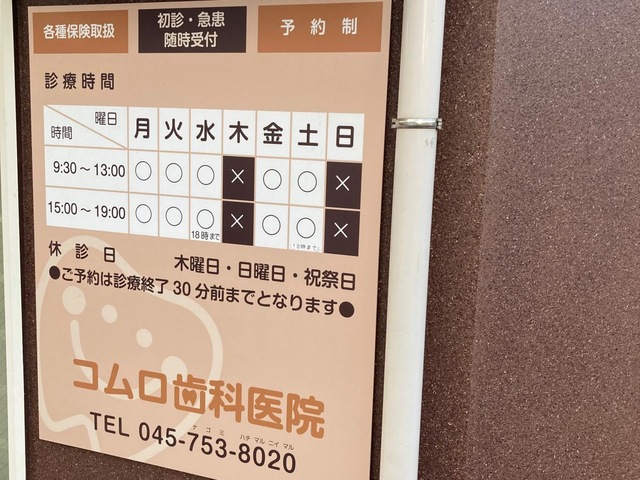 各種保険取扱
初診・急患
随時受付
予約制
診療時間
曜日
時間
月 火 水 木 金 土 日
9:30～13:00 ○ ○ ○ × ○ ○ ×
15:00～19:00 ○ ○ ○ × ○ ○ ×
18時まで
18時まで
休診日 木曜日・日曜日・祝祭日
●ご予約は診療終了30分前までとなります●
コムロ歯科医院
ナコミ ハチ マル ニイ マル
TEL 045-753-8020